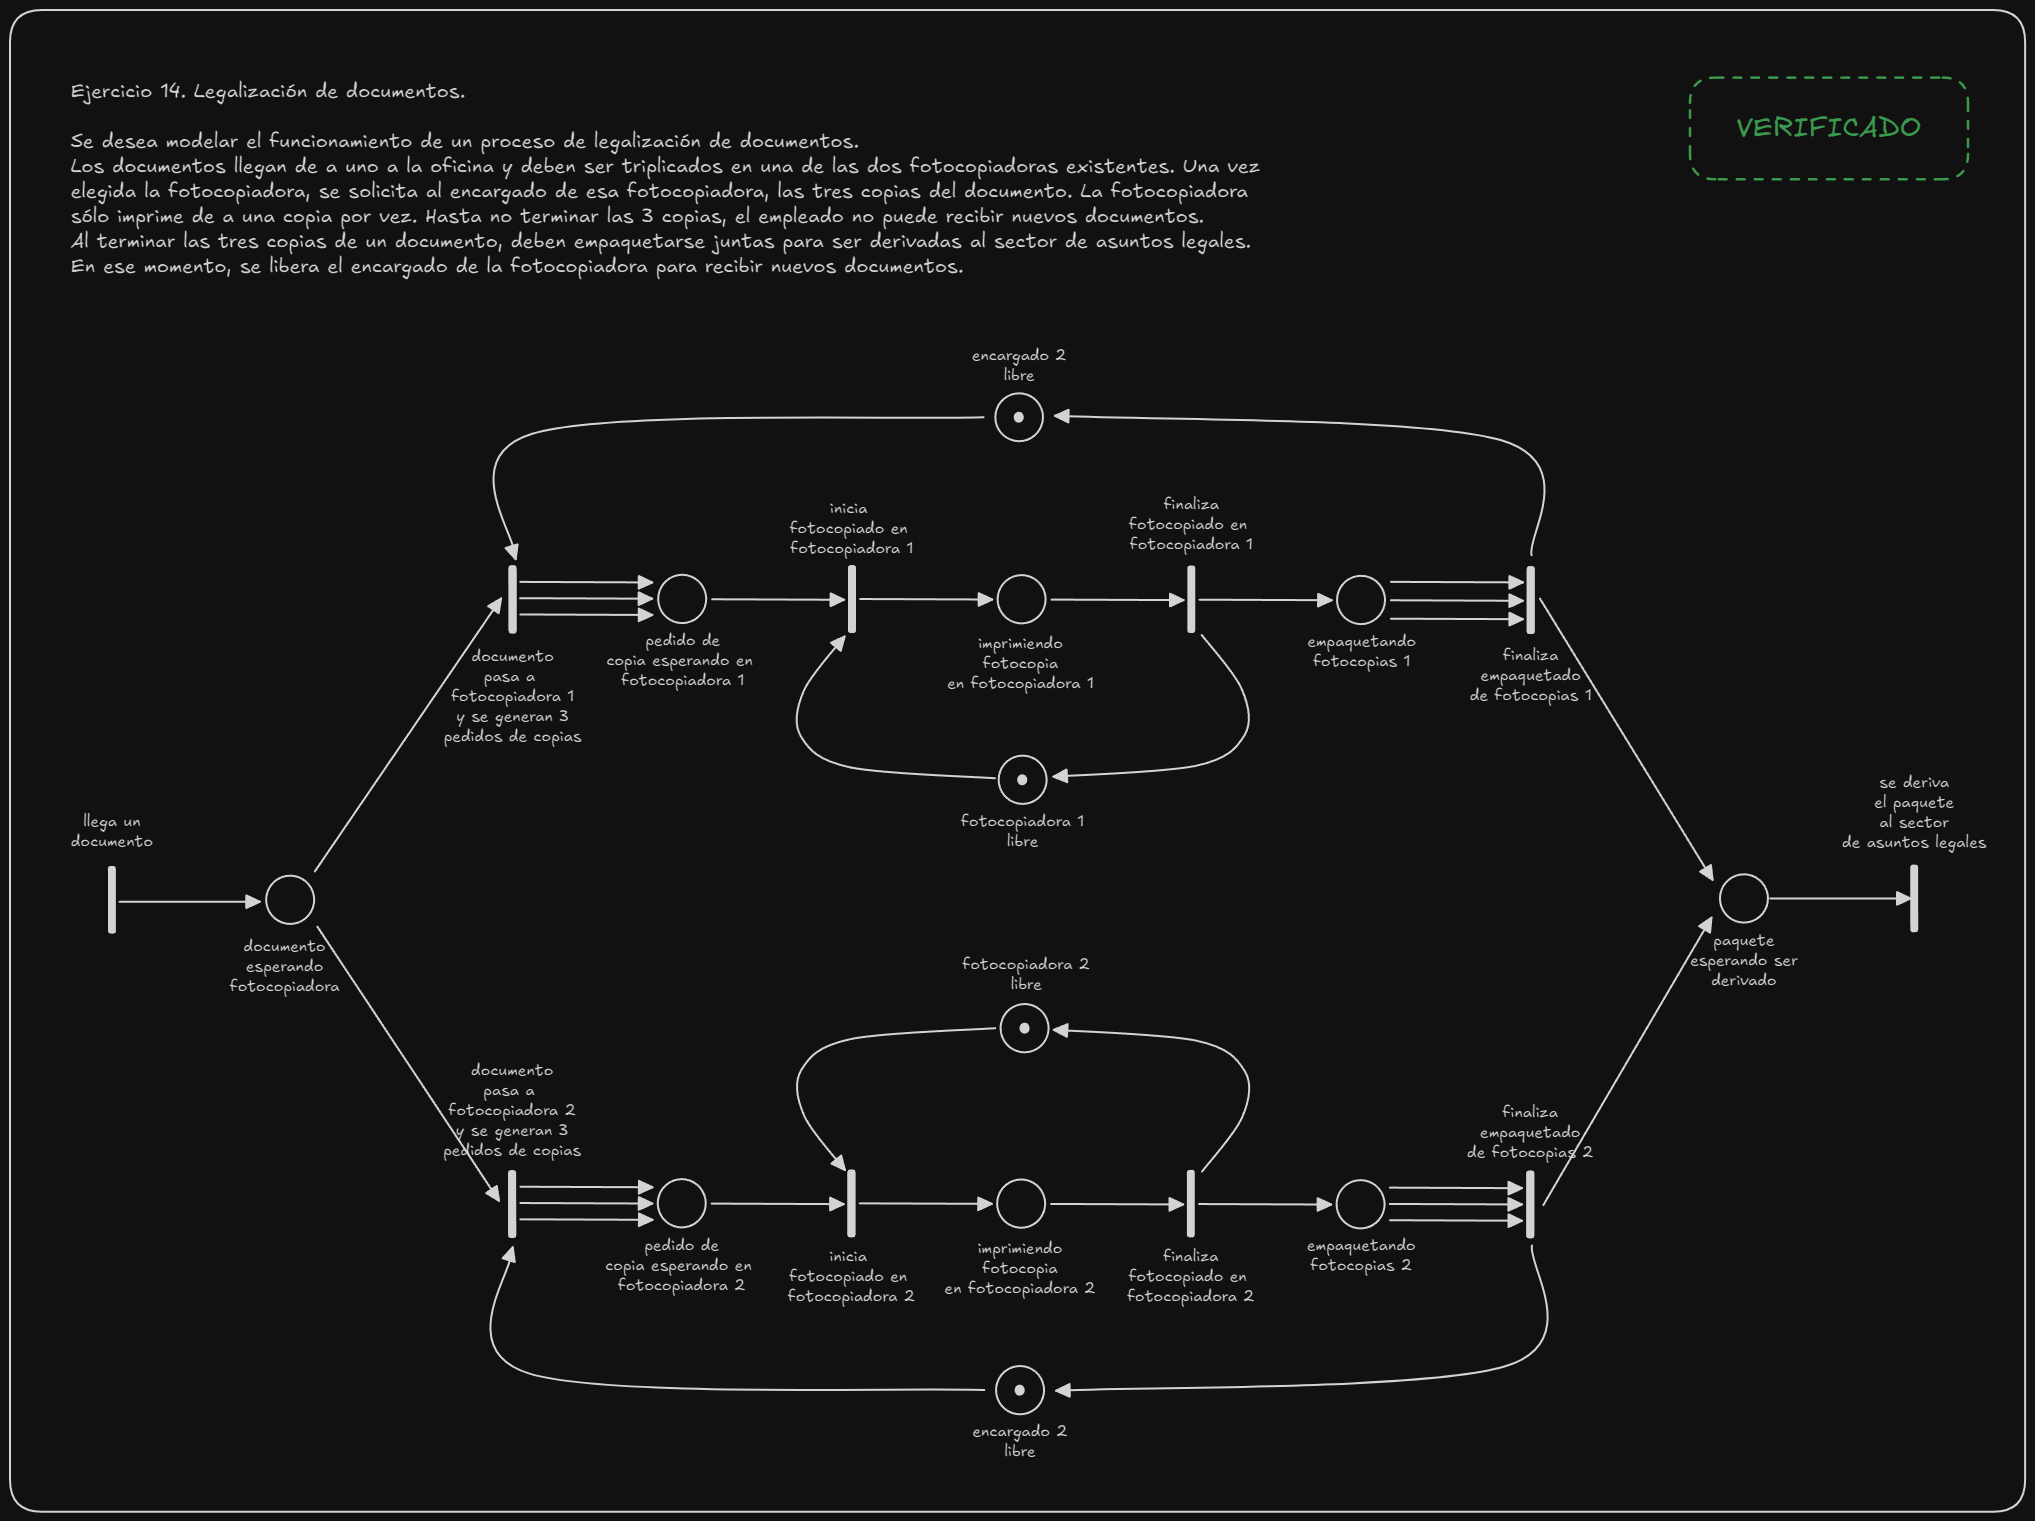 Ejercicio 14. Legalización de documentos.
VERIFICADO
Se desea modelar el funcionamiento de un proceso de legalización de documentos.
Los documentos llegan de a uno a la oficina y deben ser triplicados en una de las dos fotocopiadoras existentes. Una vez
elegida la fotocopiadora, se solicita al encargado de esa fotocopiadora, las tres copias del documento. La fotocopiadora
sólo imprime de a una copia por vez. Hasta no terminar las 3 copias, el empleado no puede recibir nuevos documentos.
Al terminar las tres copias de un documento, deben empaquetarse juntas para ser derivadas al sector de asuntos legales.
En ese momento, se libera el encargado de la fotocopiadora para recibir nuevos documentos.
encargado 2
libre
inicia
fotocopiado en
fotocopiadora 1
finaliza
fotocopiado en
fotocopiadora 1
documento
pasa a
fotocopiadora 1
y se generan 3
pedidos de copias
pedido de
copia esperando en
fotocopiadora 1
imprimiendo
fotocopia
en fotocopiadora 1
empaquetando
fotocopias 1
finaliza
empaquetado
de fotocopias 1
fotocopiadora 1
libre
llega un
documento
documento
esperando
fotocopiadora
se deriva
el paquete
al sector
de asuntos legales
paquete
esperando ser
derivado
fotocopiadora 2
libre
documento
pasa a
fotocopiadora 2
y se generan 3
pedidos de copias
finaliza
empaquetado
de fotocopias 2
pedido de
copia esperando en
fotocopiadora 2
inicia
fotocopiado en
fotocopiadora 2
imprimiendo
fotocopia
en fotocopiadora 2
finaliza
fotocopiado en
fotocopiadora 2
empaquetando
fotocopias 2
encargado 2
libre